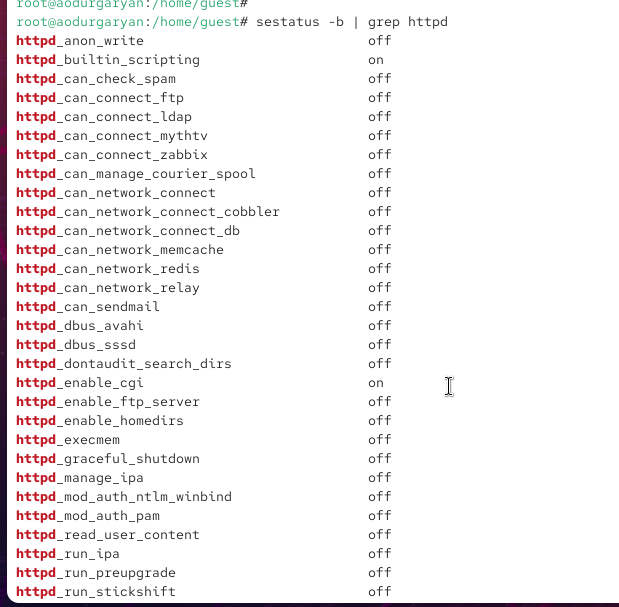 root@aodurgaryan:/home/guest#
root@aodurgaryan:/home/guest# sestatus -b | grep httpd
httpd_anon_write off
httpd_builtin_scripting on
httpd_can_check_spam off
httpd_can_connect_ftp off
httpd_can_connect_ldap off
httpd_can_connect_mythtv off
httpd_can_connect_zabbix off
httpd_can_manage_courier_spool off
httpd_can_network_connect off
httpd_can_network_connect_cobbler off
httpd_can_network_connect_db off
httpd_can_network_memcache off
httpd_can_network_redis off
httpd_can_network_relay off
httpd_can_sendmail off
httpd_dbus_avahi off
httpd_dbus_sssd off
httpd_dontaudit_search_dirs off
httpd_enable_cgi on
httpd_enable_ftp_server off
httpd_enable_homedirs off
httpd_execmem off
httpd_graceful_shutdown off
httpd_manage_ipa off
httpd_mod_auth_ntlm_winbind off
httpd_mod_auth_pam off
httpd_read_user_content off
httpd_run_ipa off
httpd_run_preupgrade off
httpd_run_stickshift off